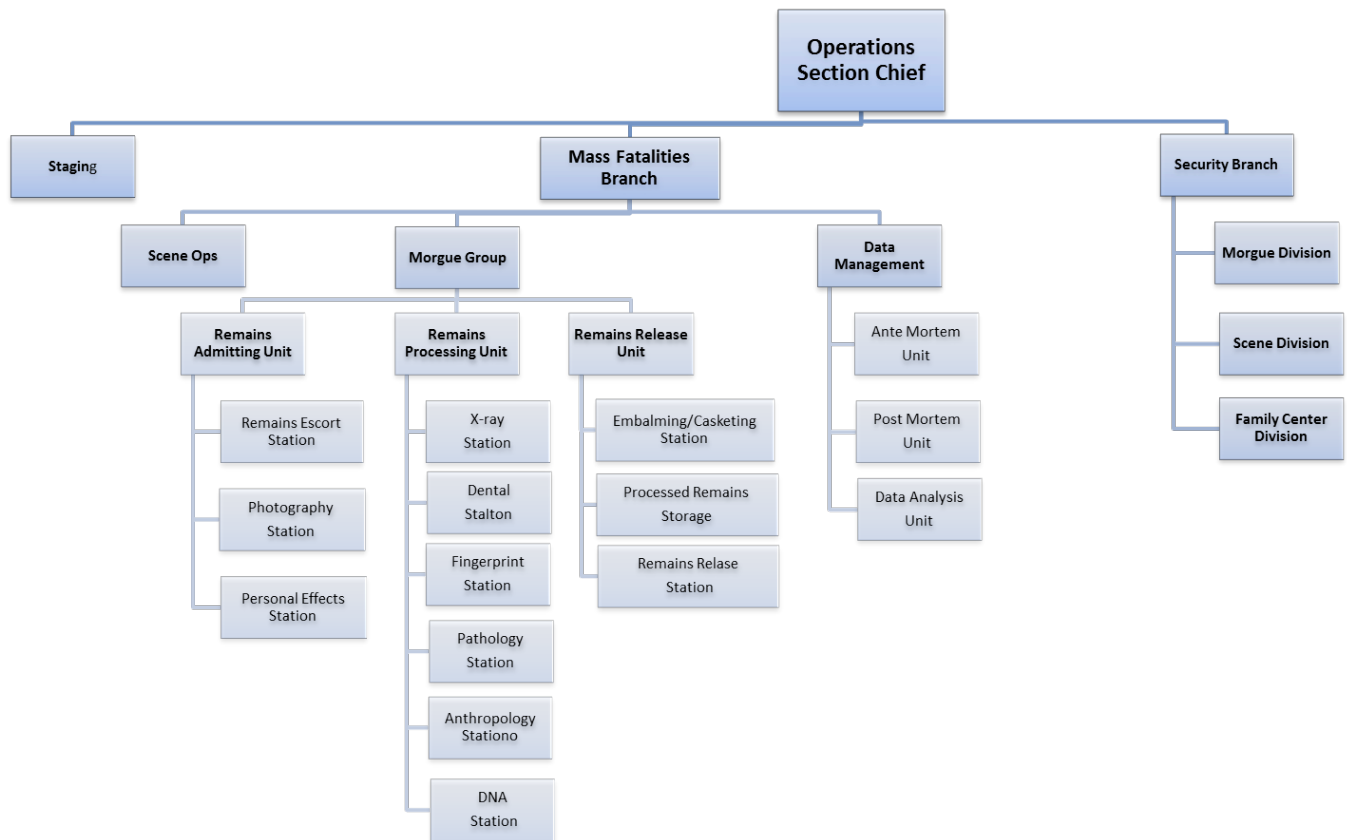 Operations
Section Chief
Staging
Mass Fatalities
Branch
Security Branch
Scene Ops
Morgue Group
Data
Management
Morgue Division
Scene Division
Family Center
Division
Remains
Admitting Unit
Remains
Processing Unit
Remains Release
Unit
Ante Mortem
Unit
Post Mortem
Unit
Data Analysis
Unit
Remains Escort
Station
Photography
Station
Personal Effects
Station
X-ray
Station
Dental
Stalton
Fingerprint
Station
Pathology
Station
Anthropology
Stationo
DNA
Station
Embalming/Casketing
Station
Processed Remains
Storage
Remains Relase
Station